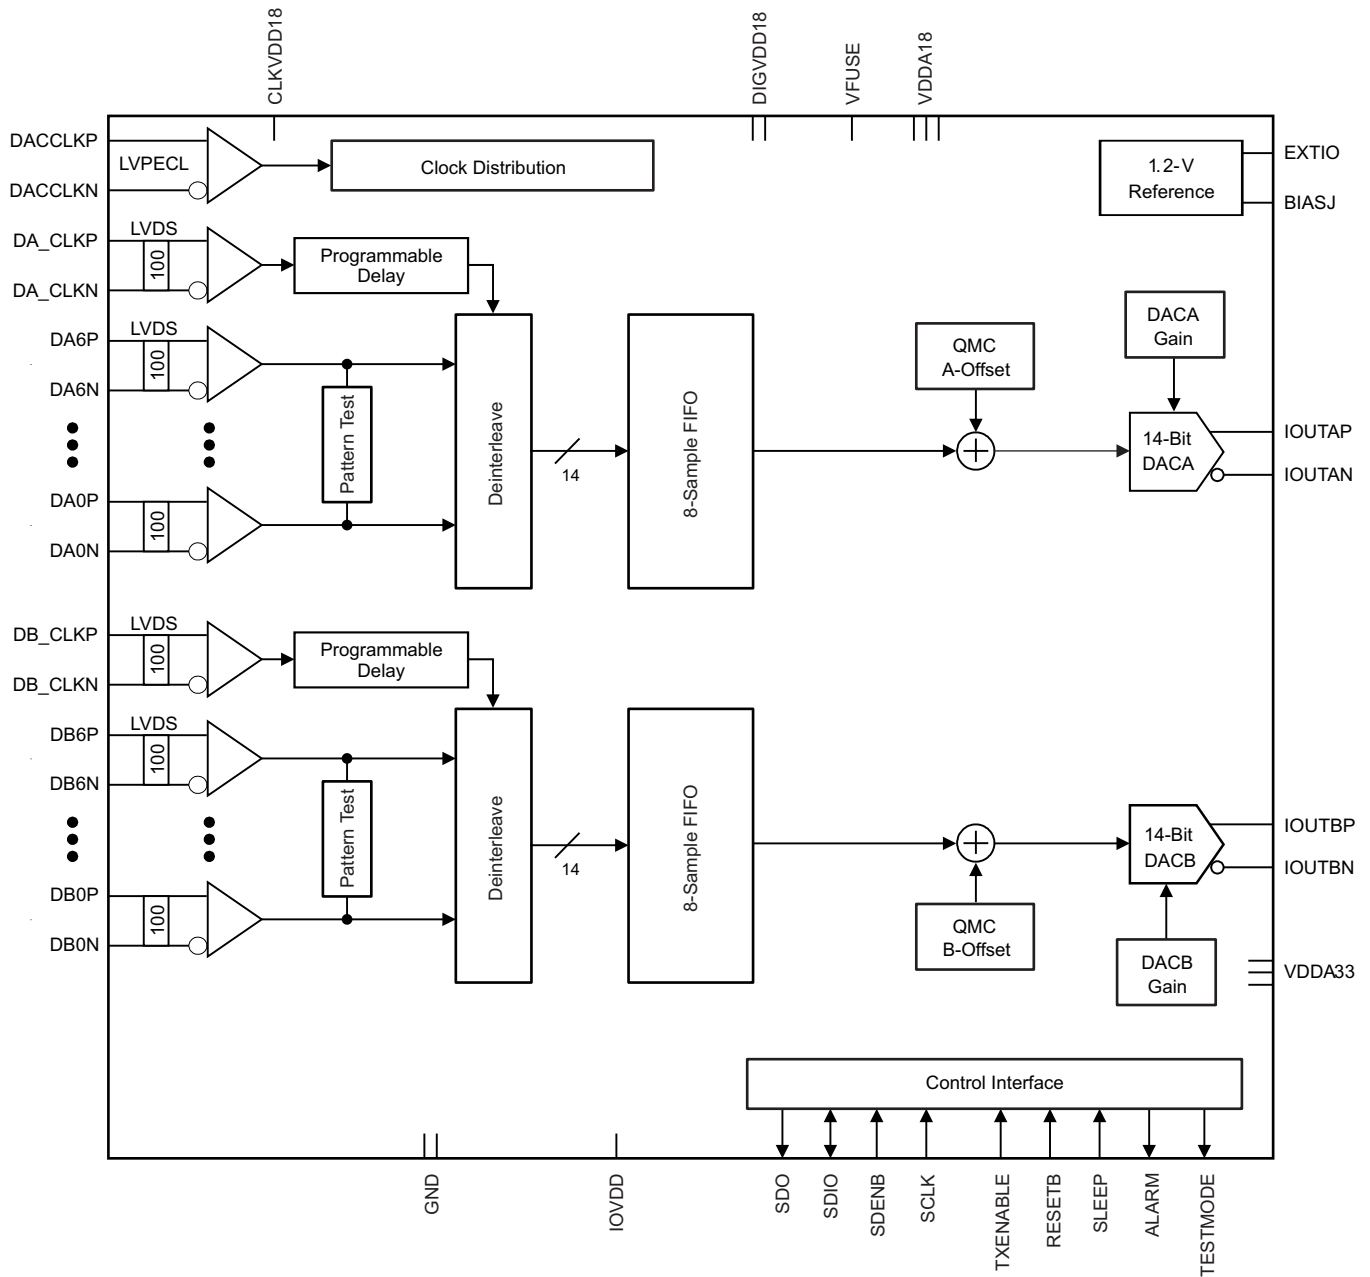 CLKVDD18
DIGVDD18
VFUSE
VDDA18
DACCLKP
LVPECL
DACCLKN
Clock Distribution
1.2-V
Reference
EXTIO
BIASJ
DA_CLKP
LVDS
100
DA_CLKN
Programmable
Delay
DA6P
LVDS
100
DA6N
Pattern Test
Deinterleave
14
8-Sample FIFO
QMC
A-Offset
DACA
Gain
14-Bit
DACA
IOUTAP
IOUTAN
DA0P
100
DA0N
DB_CLKP
LVDS
100
DB_CLKN
Programmable
Delay
DB6P
LVDS
100
DB6N
Pattern Test
Deinterleave
14
8-Sample FIFO
14-Bit
DACB
IOUTBP
IOUTBN
DB0P
100
DB0N
QMC
B-Offset
DACB
Gain
VDDA33
Control Interface
GND
IOVDD
SDO
SDIO
SDENB
SCLK
TXENABLE
RESETB
SLEEP
ALARM
TESTMODE